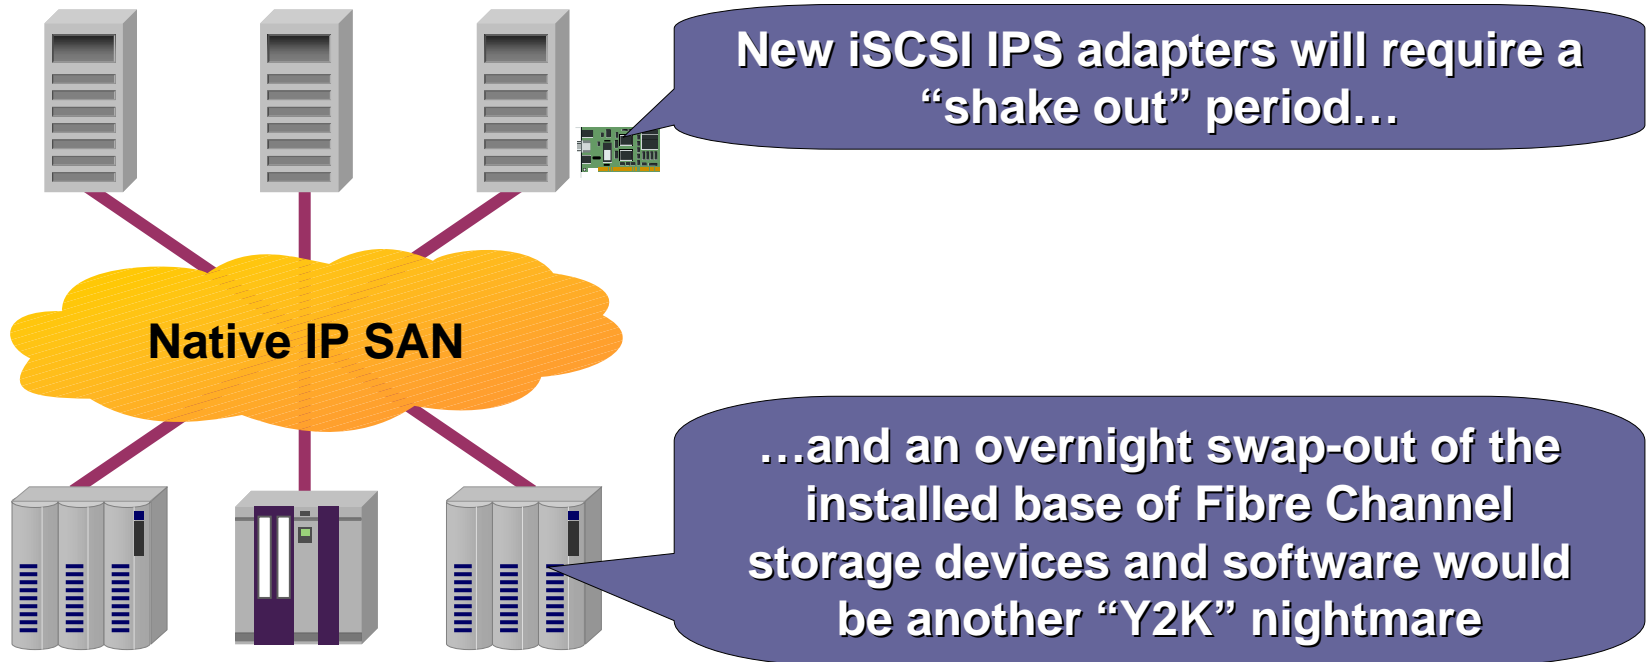 New iSCSI IPS adapters will require a
“shake out” period…
Native IP SAN
…and an overnight swap-out of the
installed base of Fibre Channel
storage devices and software would
be another “Y2K” nightmare